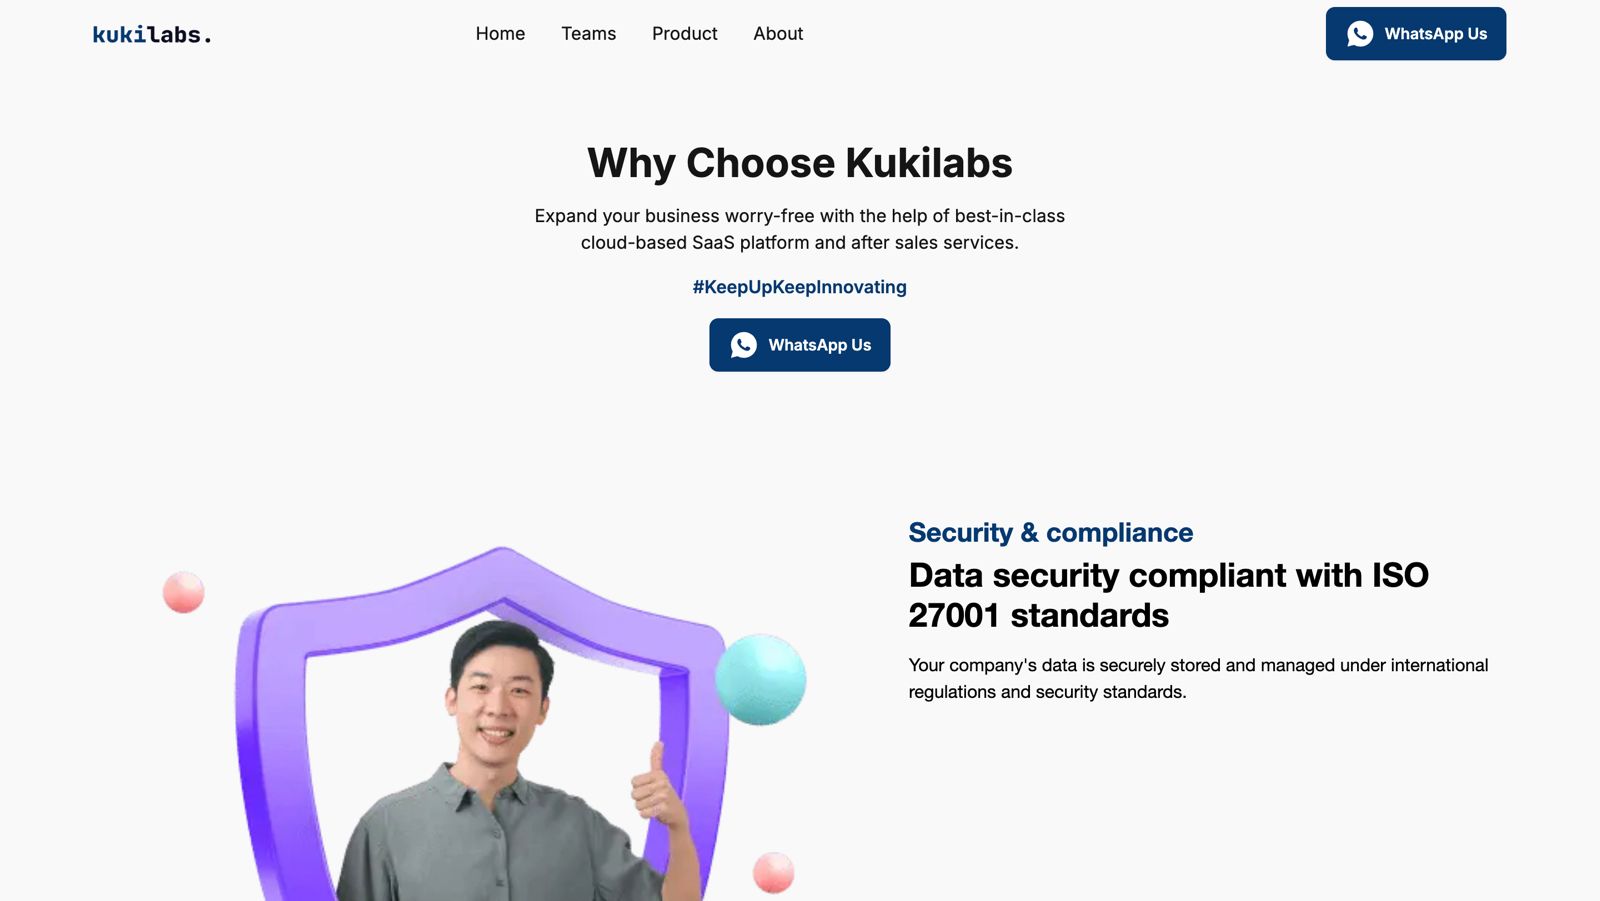 kukilabs.
Home
Teams
Product
About
WhatsApp Us
Why Choose Kukilabs
Expand your business worry-free with the help of best-in-class
cloud-based SaaS platform and after sales services.
#KeepUpKeepInnovating
WhatsApp Us
Security & compliance
Data security compliant with ISO
27001 standards
Your company's data is securely stored and managed under international
regulations and security standards.